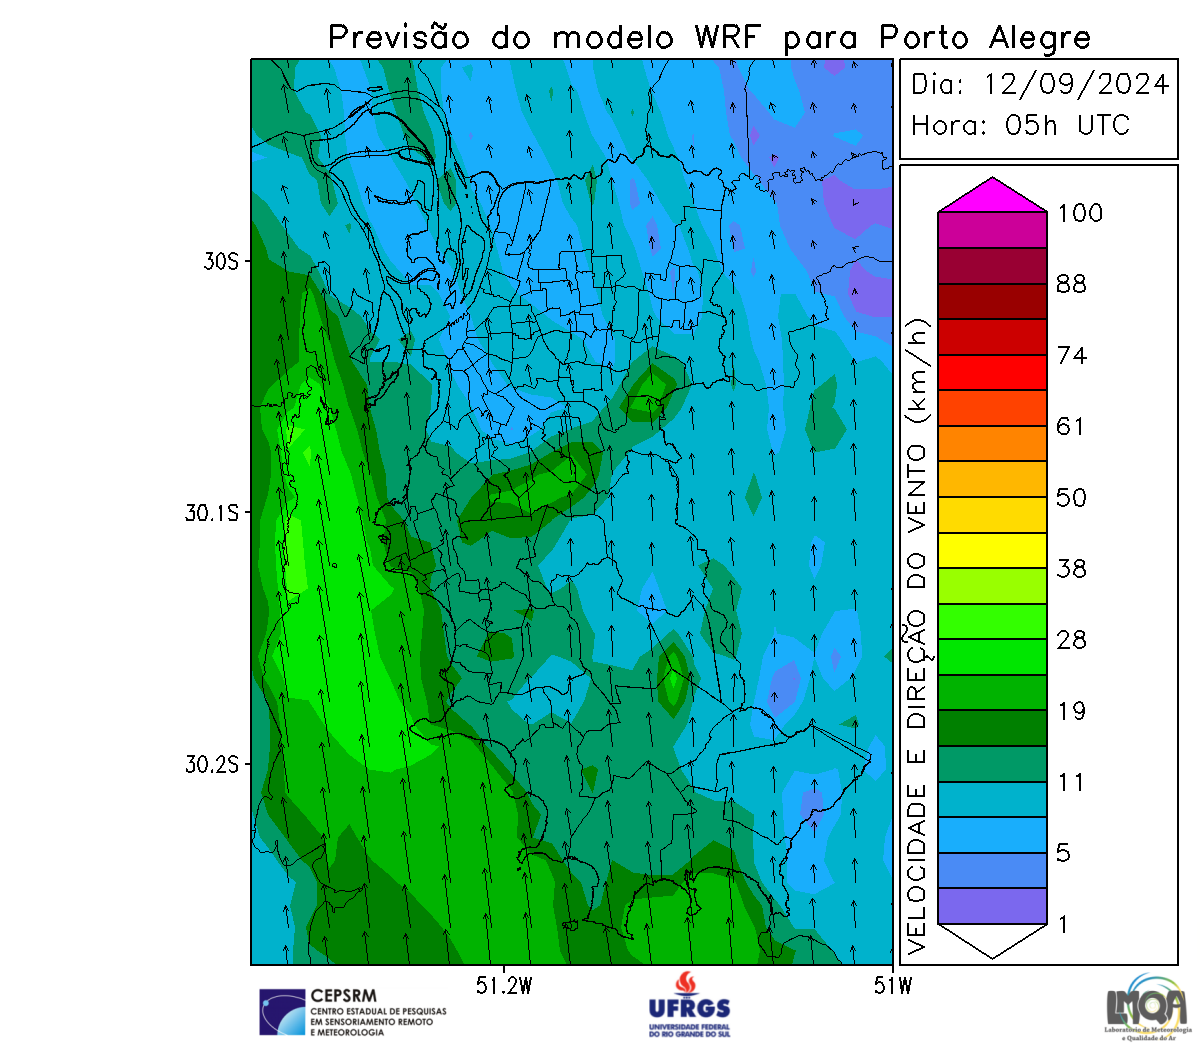 Previsão do modelo WRF para Porto Alegre
Dia: 12/09/2024
Hora: 05h UTC
30S
30.1S
30.2S
51.2W
51W
VELOCIDADE E DIREÇÃO DO VENTO (km/h)
100
88
74
61
50
38
28
19
11
5
1
CEPSRM
CENTRO ESTADUAL DE PESQUISAS
EM SENSORIAMENTO REMOTO
E METEOROLOGIA
UFRGS
UNIVERSIDADE FEDERAL
DO RIO GRANDE DO SUL
LMQA
Laboratório de Meteorologia
e Qualidade do Ar